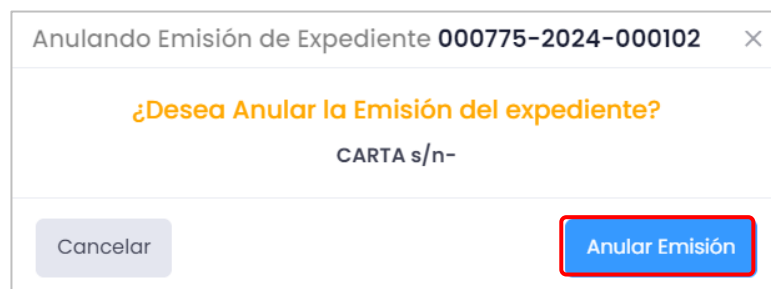 Anulando Emisión de Expediente 000775-2024-000102 ×
¿Desea Anular la Emisión del expediente?
CARTA s/n-
Cancelar
Anular Emisión